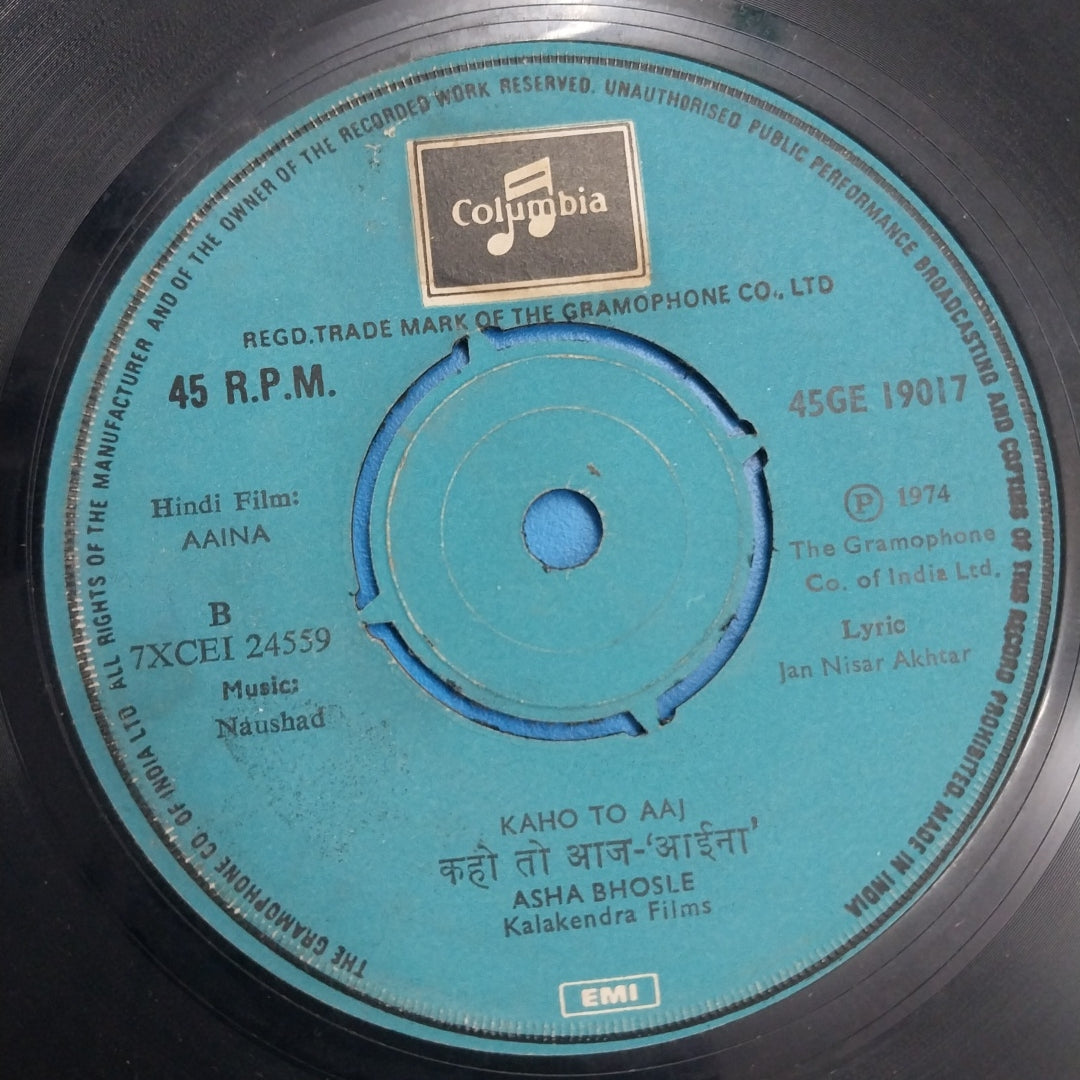 THE GRAMOPHONE CO. OF INDIA LTD ALL RIGHTS OF THE MANUFACTURER AND OF THE OWNER OF THE RECORDED WORK RESERVED. UNAUTHORISED PUBLIC PERFORMANCE BROADCASTING AND COPYING OF THIS RECORD PROHIBITED. MADE IN INDIA
Columbia
REGD.TRADE MARK OF THE GRAMOPHONE CO., LTD
45 R.P.M.
45GE 19017
Hindi Film:
AAINA
B
7XCEI 24559
Music:
Naushad
Ⓟ 1974
The Gramophone
Co. of India Ltd.
Lyric
Jan Nisar Akhtar
KAHO TO AAJ
कहो तो आज-‘आईना’
ASHA BHOSLE
Kalakendra Films
EMI